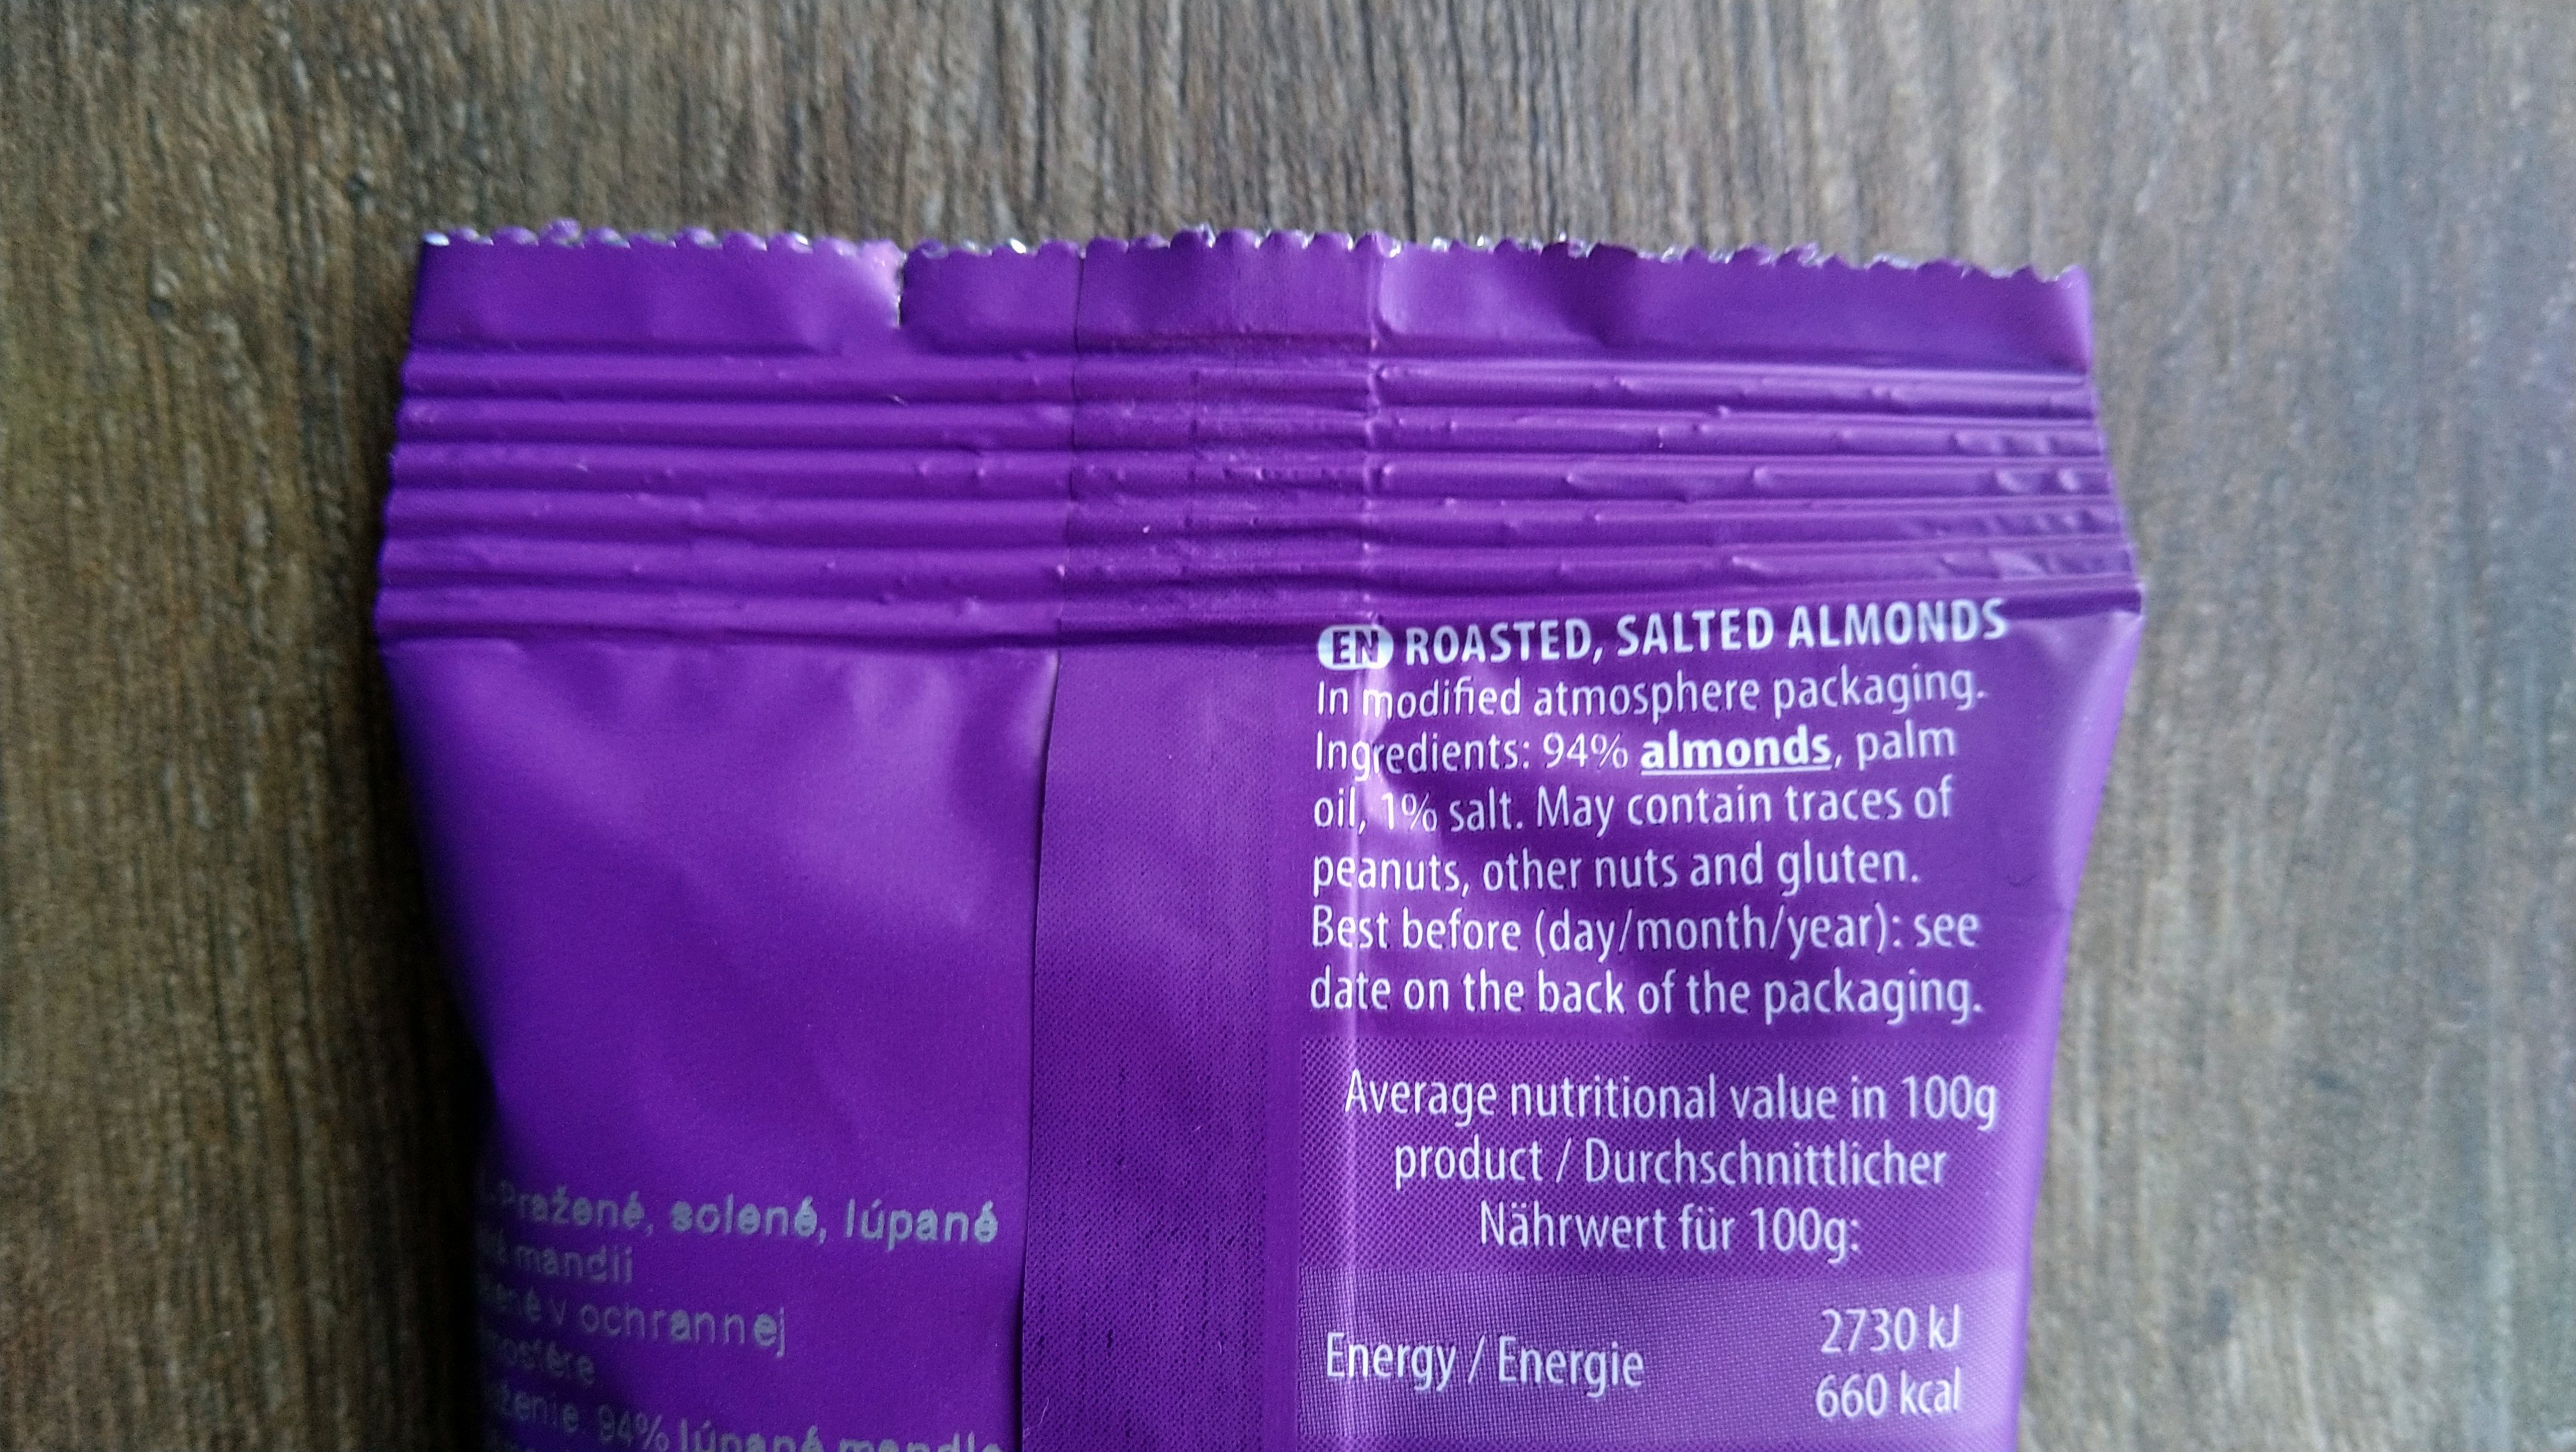 EN ROASTED, SALTED ALMONDS
In modified atmosphere packaging.
Ingredients: 94% almonds, palm
oil, 1% salt. May contain traces of
peanuts, other nuts and gluten.
Best before (day/month/year): see
date on the back of the packaging.
Average nutritional value in 100g
product / Durchschnittlicher
Nährwert für 100g:
Energy / Energie
2730 kJ
660 kcal
Pražené, solené, lúpané
mandlí
v ochrannej
94% lúpané mandle